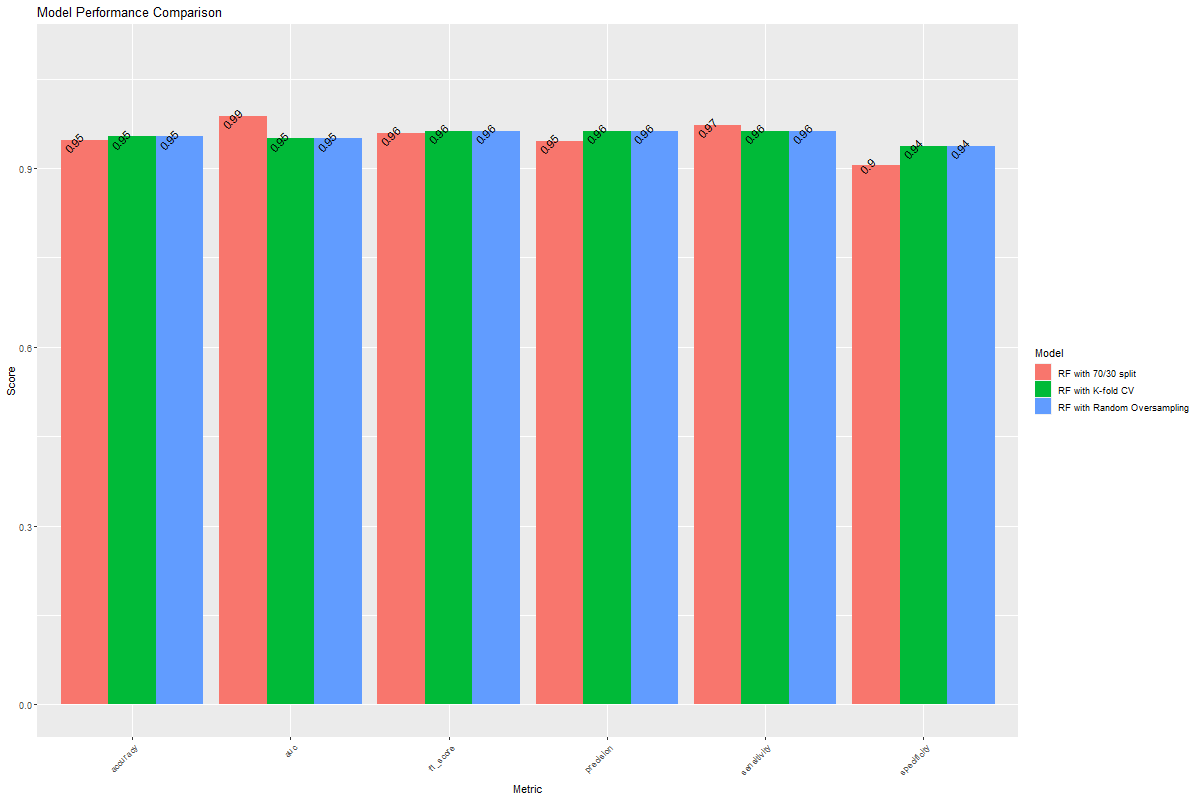 Model Performance Comparison
0.95
0.95
0.95
0.99
0.95
0.95
0.96
0.96
0.96
0.95
0.96
0.96
0.97
0.96
0.96
0.9
0.94
0.94
0.9
0.6
0.3
0.0
Score
accuracy
auc
f1_score
precision
sensitivity
specificity
Metric
Model
RF with 70/30 split
RF with K-fold CV
RF with Random Oversampling